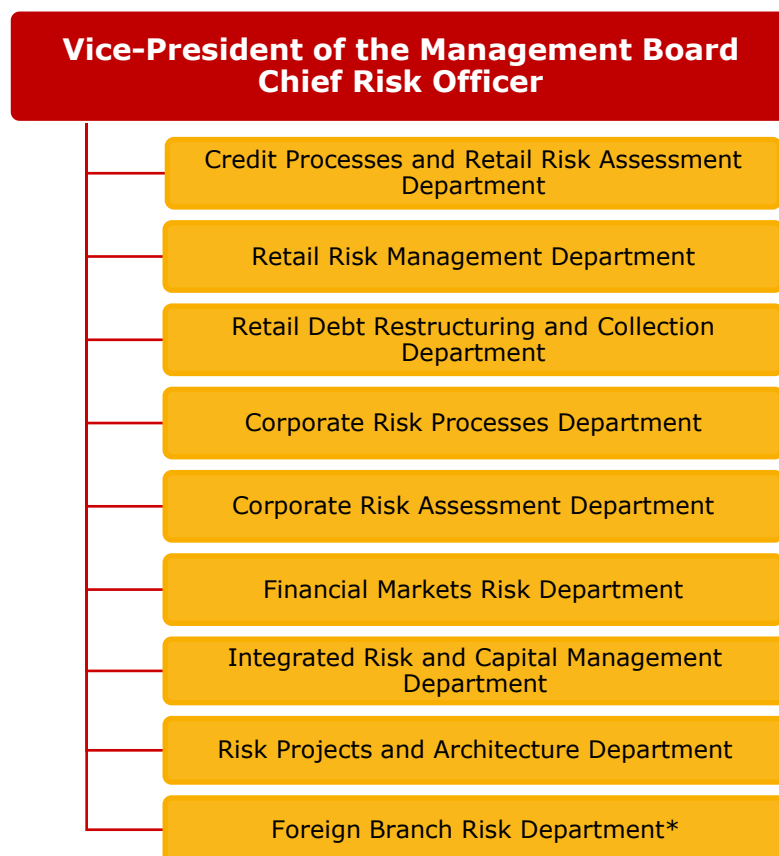 Vice-President of the Management Board
Chief Risk Officer
Credit Processes and Retail Risk Assessment
Department
Retail Risk Management Department
Retail Debt Restructuring and Collection
Department
Corporate Risk Processes Department
Corporate Risk Assessment Department
Financial Markets Risk Department
Integrated Risk and Capital Management
Department
Risk Projects and Architecture Department
Foreign Branch Risk Department*